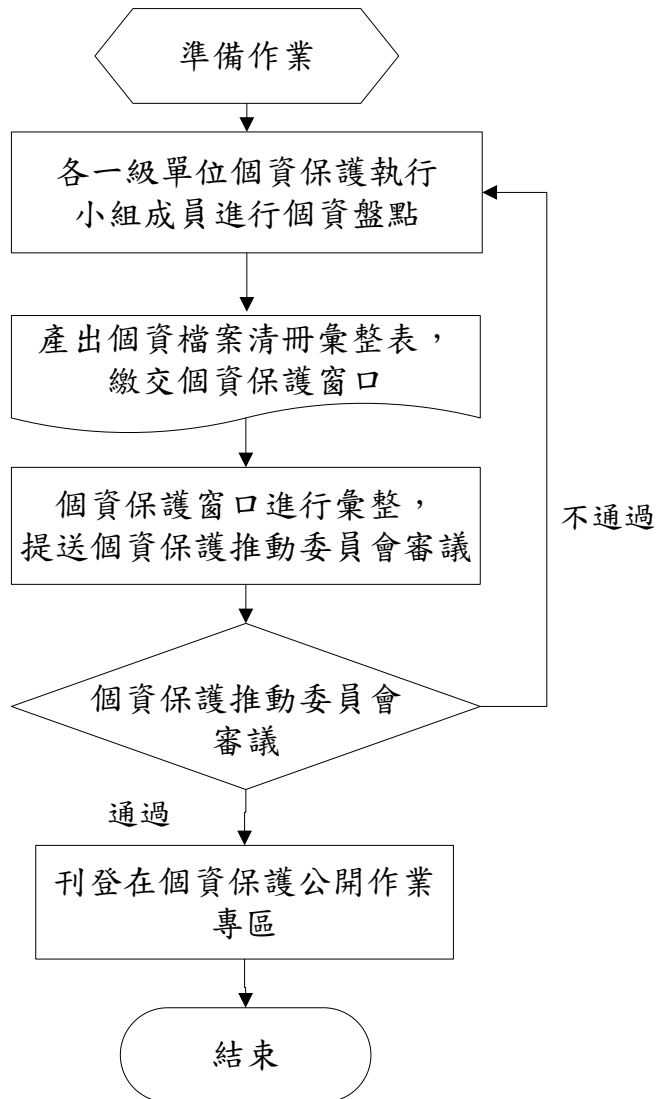 準備作業
各一級單位個資保護執行
小組成員進行個資盤點
產出個資檔案清冊彙整表，
繳交個資保護窗口
個資保護窗口進行彙整，
提送個資保護推動委員會審議
不通過
個資保護推動委員會
審議
通過
刊登在個資保護公開作業
專區
結束